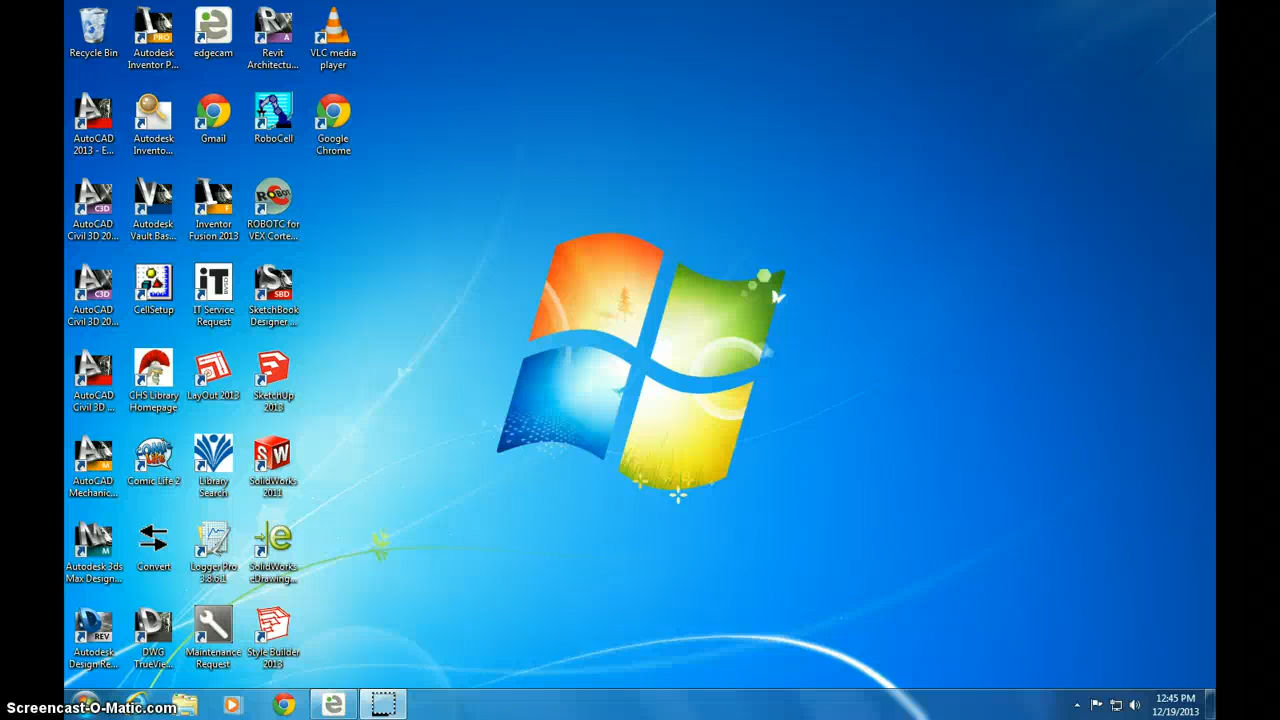 Recycle Bin
Autodesk
Inventor P...
edgecam
Revit
Architectu...
VLC media
player
AutoCAD
2013 - E...
Autodesk
Invento...
Gmail
RoboCell
Google
Chrome
AutoCAD
Civil 3D 20...
Autodesk
Vault Bas...
Inventor
Fusion 2013
ROBOTC for
VEX Corte...
AutoCAD
Civil 3D 20...
CellSetup
IT Service
Request
SketchBook
Designer ...
AutoCAD
Civil 3D ...
CHS Library
Homepage
LayOut 2013
SketchUp
2013
AutoCAD
Mechanic...
Comic Life 2
Library
Search
SolidWorks
2011
Autodesk 3ds
Max Design...
Convert
Logger Pro
3.8.6.1
SolidWorks
eDrawing...
Autodesk
Design Re...
DWG
TrueVie...
Maintenance
Request
Style Builder
2013
12:45 PM
12/19/2013
Screencast-O-Matic.com